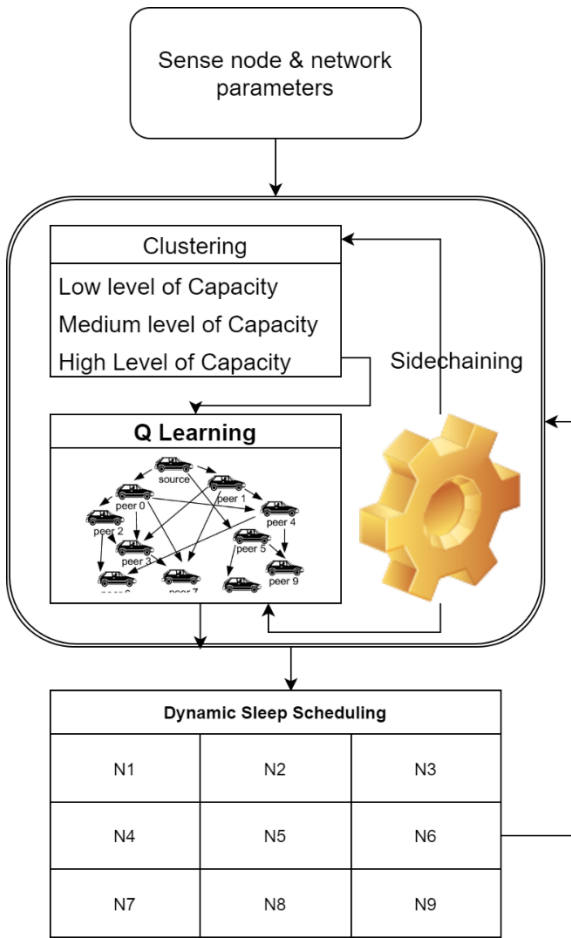 Sense node & network
parameters
Clustering
Low level of Capacity
Medium level of Capacity
High Level of Capacity
Sidechaining
Q Learning
source
peer 0
peer 1
peer 2
peer 4
peer 3
peer 5
peer 9
peer 7
Dynamic Sleep Scheduling
N1 N2 N3
N4 N5 N6
N7 N8 N9